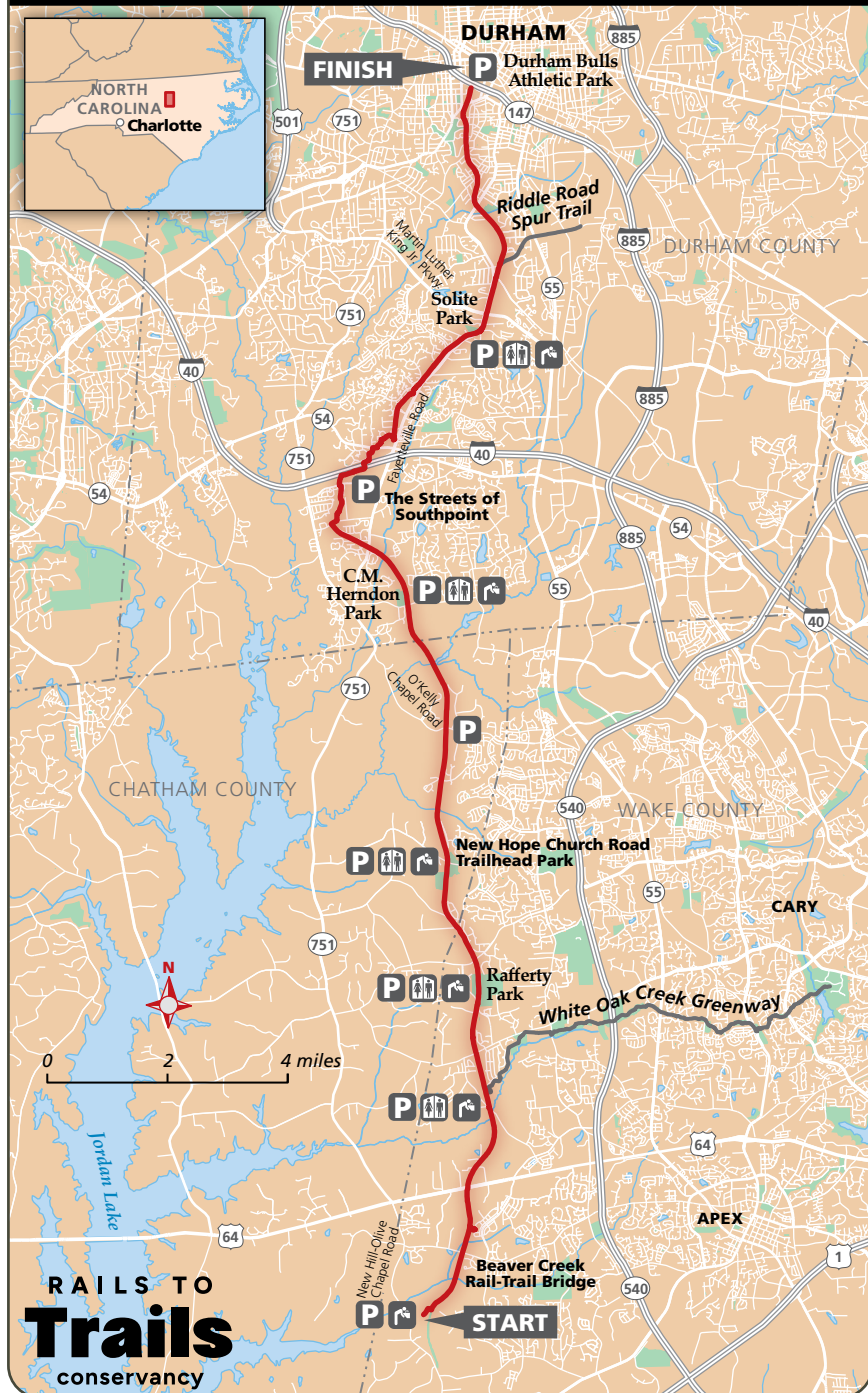 DURHAM
885
FINISH
P
Durham Bulls
Athletic Park
NORTH
CAROLINA
Charlotte
501
751
147
Riddle Road
Spur Trail
885
DURHAM COUNTY
Martin Luther
King Jr. Pkwy.
55
Solite
Park
751
P
40
885
54
Fayetteville Road
751
40
54
P
The Streets of
Southpoint
54
885
C.M.
Herndon
Park
P
55
40
751
O'Kelly
Chapel Road
P
CHATHAM COUNTY
540
WAKE COUNTY
P
New Hope Church Road
Trailhead Park
55
CARY
751
N
P
Rafferty
Park
White Oak Creek Greenway
0 2 4 miles
P
64
Jordan Lake
APEX
64
New Hill-Olive
Chapel Road
1
Beaver Creek
Rail-Trail Bridge
540
P
START
RAILS TO
Trails
conservancy